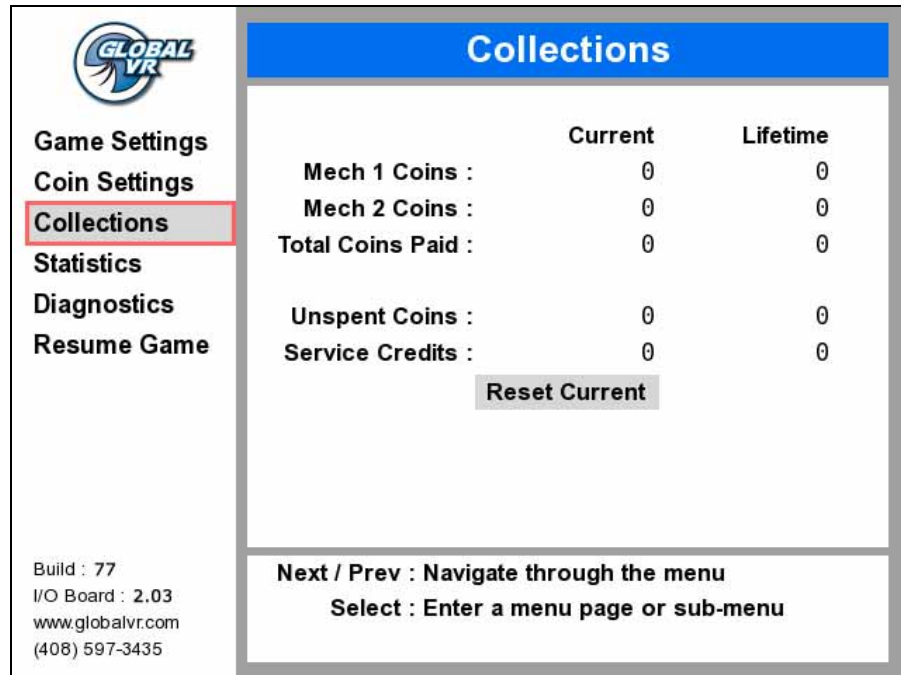 GLOBAL
VR
Game Settings
Coin Settings
Collections
Statistics
Diagnostics
Resume Game
Build : 77
I/O Board : 2.03
www.globalvr.com
(408) 597-3435
Collections
Current Lifetime
Mech 1 Coins : 0 0
Mech 2 Coins : 0 0
Total Coins Paid : 0 0
Unspent Coins : 0 0
Service Credits : 0 0
Reset Current
Next / Prev : Navigate through the menu
Select : Enter a menu page or sub-menu